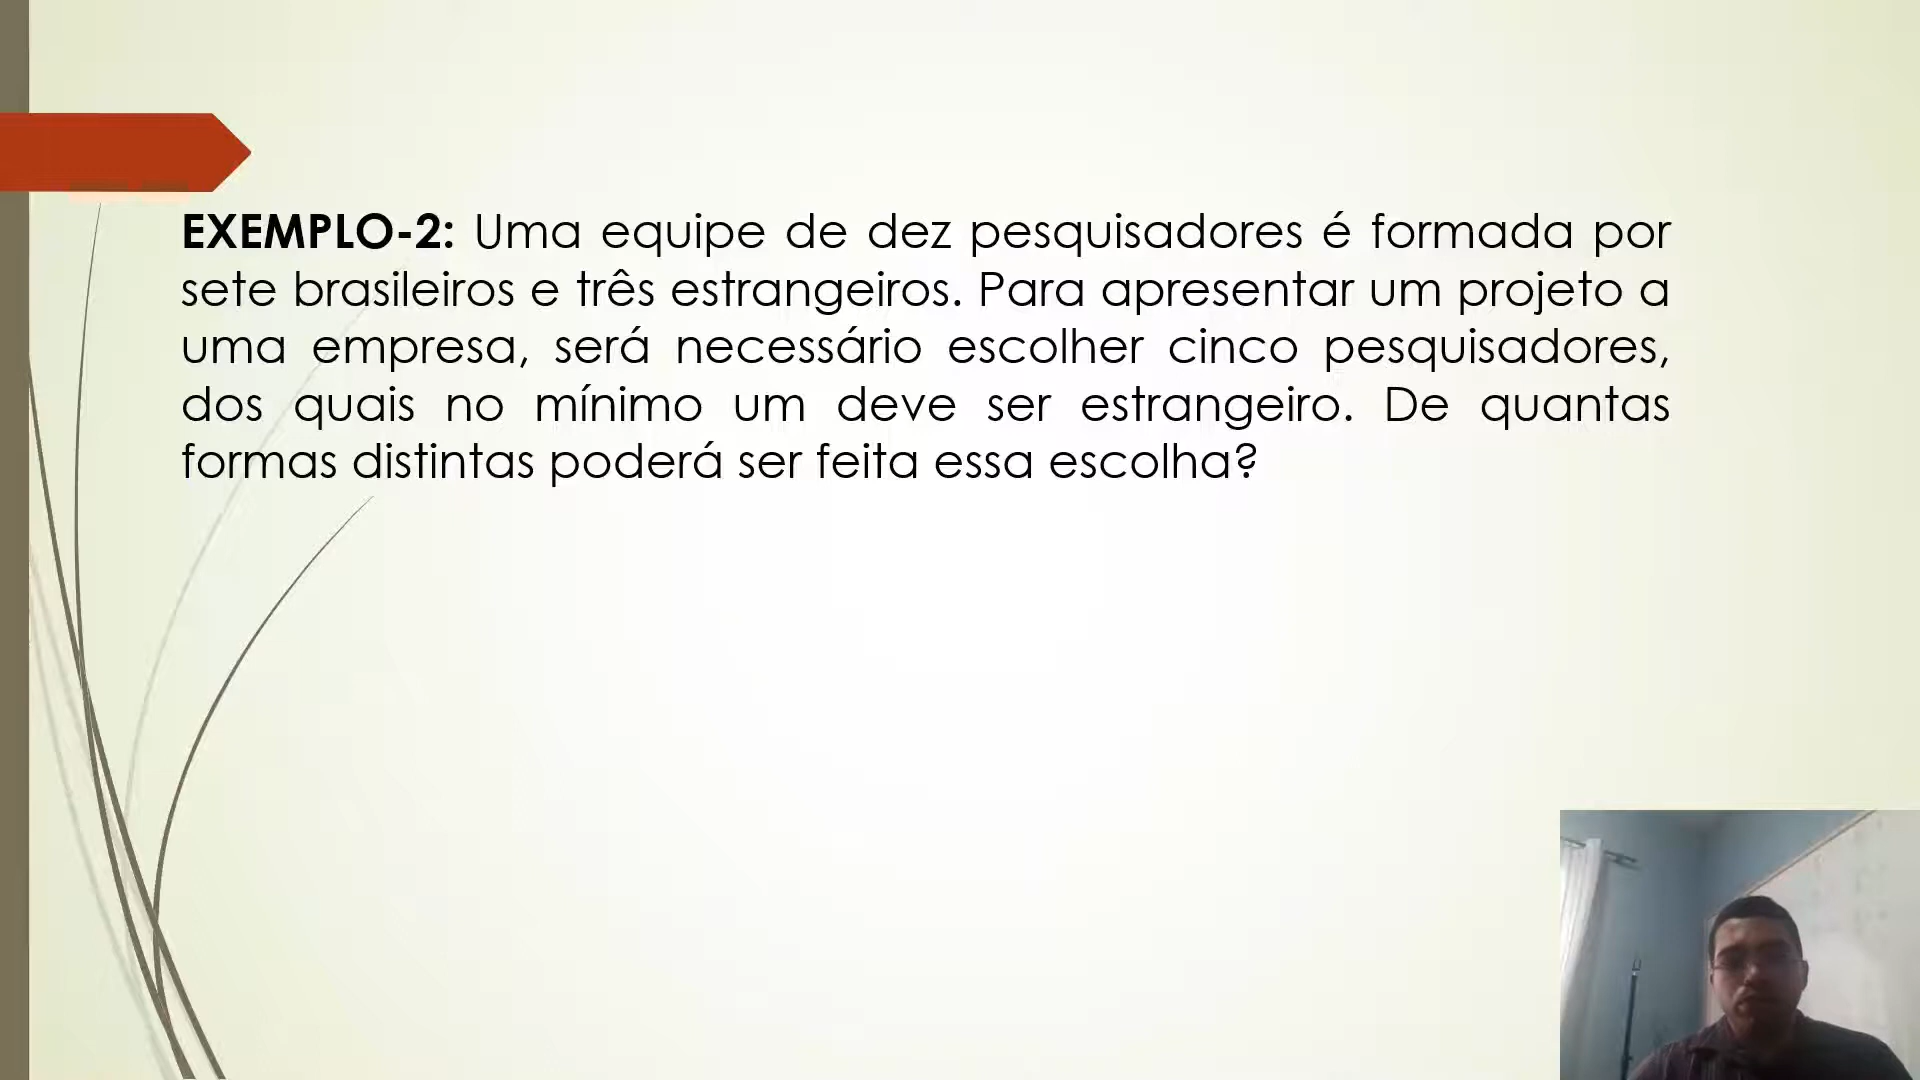 EXEMPLO-2: Uma equipe de dez pesquisadores é formada por
sete brasileiros e três estrangeiros. Para apresentar um projeto a
uma empresa, será necessário escolher cinco pesquisadores,
dos quais no mínimo um deve ser estrangeiro. De quantas
formas distintas poderá ser feita essa escolha?